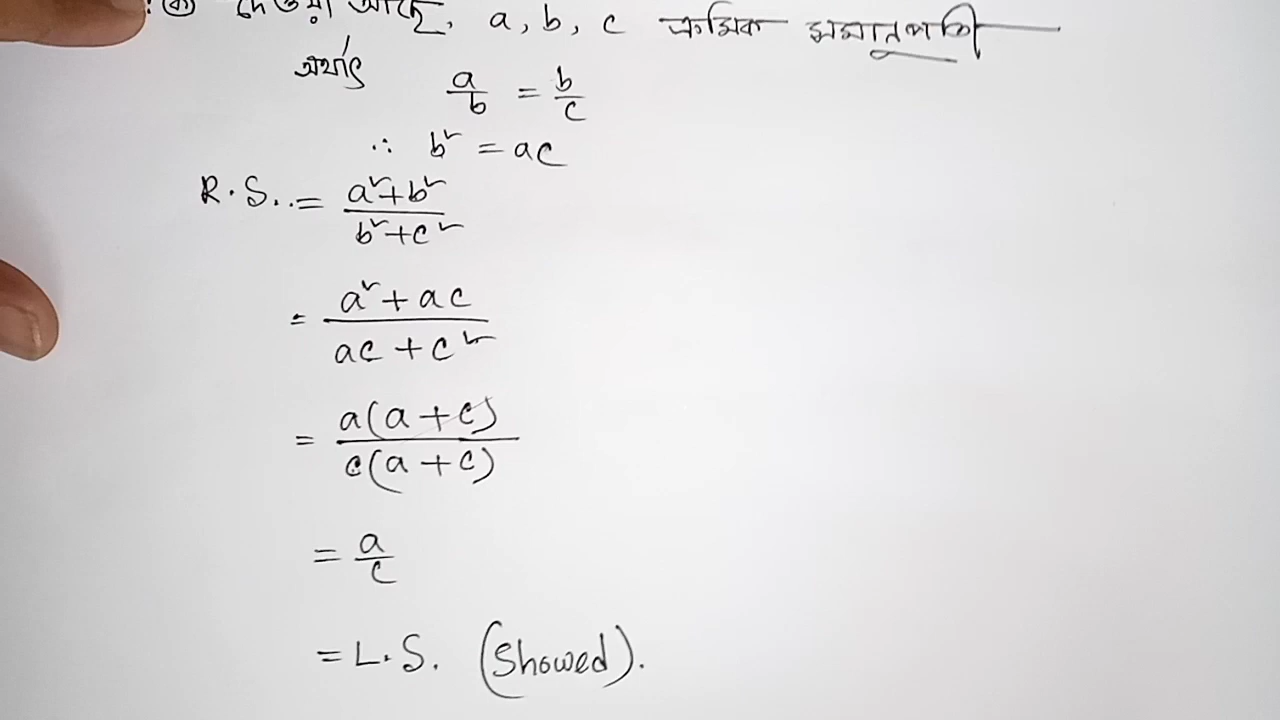 (ক) দেওয়া আছে, a, b, c ক্রমিক সমানুপাতী
অর্থাৎ a/b = b/c
∴ b² = ac
R.S. = (a²+b²)/(b²+c²)
= (a²+ac)/(ac+c²)
= a(a+c)/c(a+c)
= a/c
= L.S. (Showed).